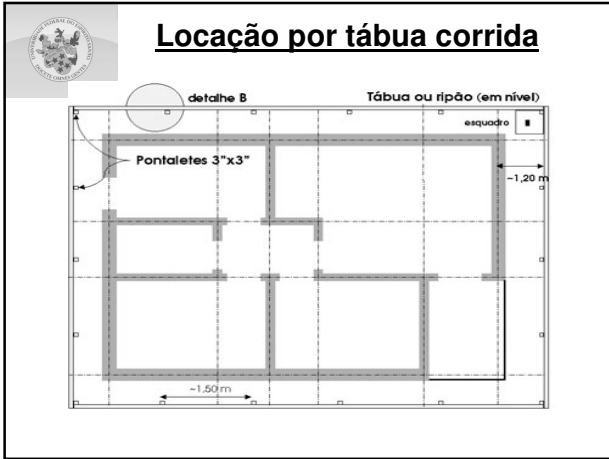 Locação por tábua corrida
detalhe B
Tábua ou ripão (em nível)
esquadro
Pontaletes 3"x3"
~1,20 m
~1,50 m